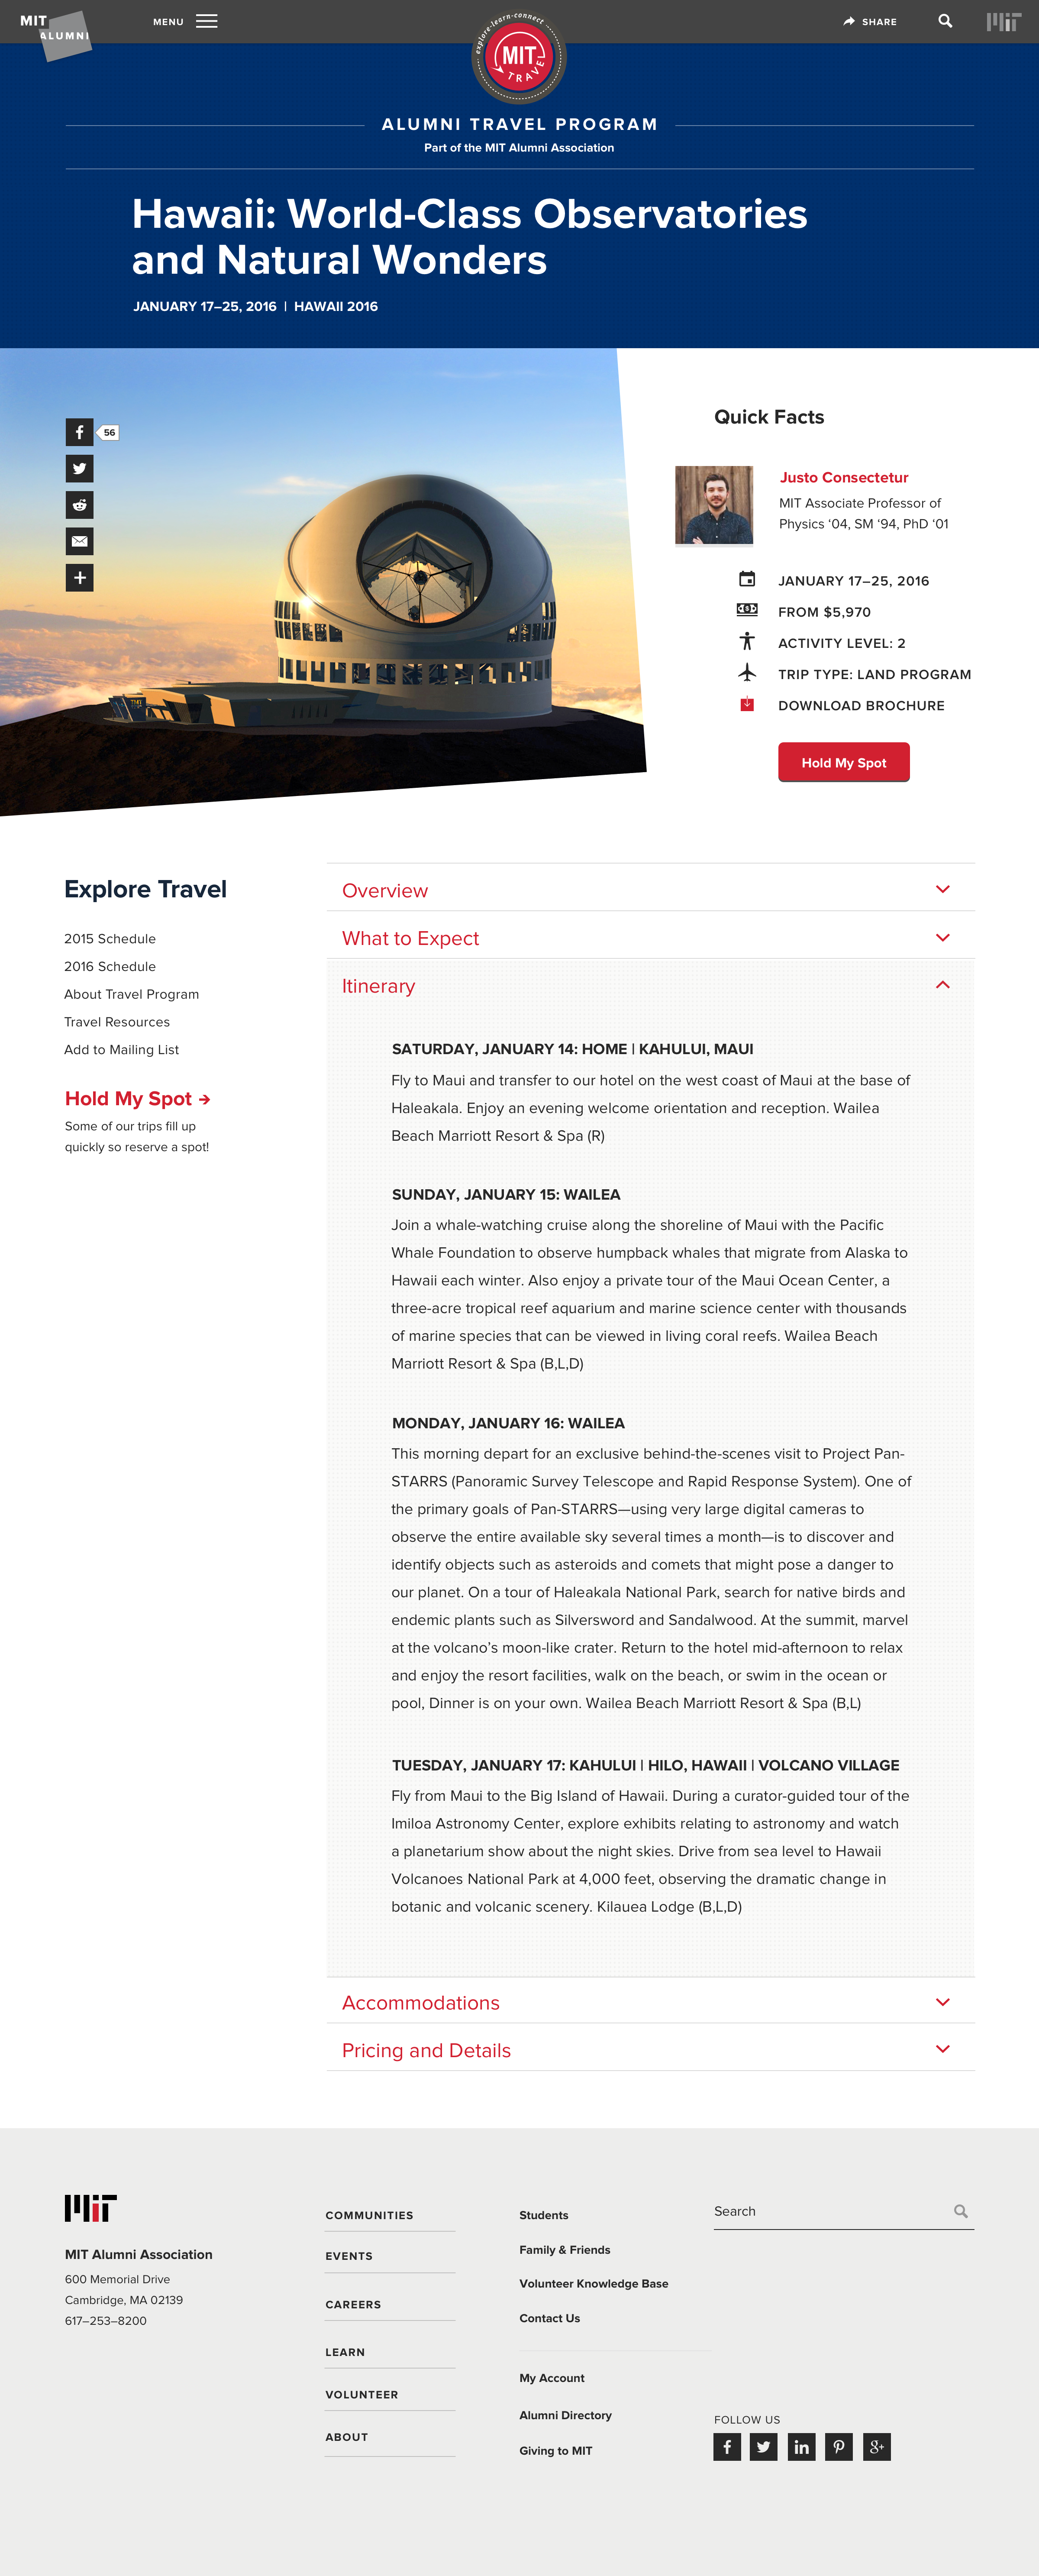 MIT
ALUMNI
MENU
explore-learn-connect
MIT
TRAVEL
SHARE
ALUMNI TRAVEL PROGRAM
Part of the MIT Alumni Association
Hawaii: World-Class Observatories
and Natural Wonders
JANUARY 17–25, 2016 | HAWAII 2016
56
TMT
Quick Facts
Justo Consectetur
MIT Associate Professor of
Physics ‘04, SM ‘94, PhD ‘01
JANUARY 17–25, 2016
FROM $5,970
ACTIVITY LEVEL: 2
TRIP TYPE: LAND PROGRAM
DOWNLOAD BROCHURE
Hold My Spot
Explore Travel
2015 Schedule
2016 Schedule
About Travel Program
Travel Resources
Add to Mailing List
Hold My Spot →
Some of our trips fill up
quickly so reserve a spot!
Overview
What to Expect
Itinerary
SATURDAY, JANUARY 14: HOME | KAHULUI, MAUI
Fly to Maui and transfer to our hotel on the west coast of Maui at the base of
Haleakala. Enjoy an evening welcome orientation and reception. Wailea
Beach Marriott Resort & Spa (R)
SUNDAY, JANUARY 15: WAILEA
Join a whale-watching cruise along the shoreline of Maui with the Pacific
Whale Foundation to observe humpback whales that migrate from Alaska to
Hawaii each winter. Also enjoy a private tour of the Maui Ocean Center, a
three-acre tropical reef aquarium and marine science center with thousands
of marine species that can be viewed in living coral reefs. Wailea Beach
Marriott Resort & Spa (B,L,D)
MONDAY, JANUARY 16: WAILEA
This morning depart for an exclusive behind-the-scenes visit to Project Pan-
STARRS (Panoramic Survey Telescope and Rapid Response System). One of
the primary goals of Pan-STARRS—using very large digital cameras to
observe the entire available sky several times a month—is to discover and
identify objects such as asteroids and comets that might pose a danger to
our planet. On a tour of Haleakala National Park, search for native birds and
endemic plants such as Silversword and Sandalwood. At the summit, marvel
at the volcano’s moon-like crater. Return to the hotel mid-afternoon to relax
and enjoy the resort facilities, walk on the beach, or swim in the ocean or
pool, Dinner is on your own. Wailea Beach Marriott Resort & Spa (B,L)
TUESDAY, JANUARY 17: KAHULUI | HILO, HAWAII | VOLCANO VILLAGE
Fly from Maui to the Big Island of Hawaii. During a curator-guided tour of the
Imiloa Astronomy Center, explore exhibits relating to astronomy and watch
a planetarium show about the night skies. Drive from sea level to Hawaii
Volcanoes National Park at 4,000 feet, observing the dramatic change in
botanic and volcanic scenery. Kilauea Lodge (B,L,D)
Accommodations
Pricing and Details
MIT Alumni Association
600 Memorial Drive
Cambridge, MA 02139
617–253–8200
COMMUNITIES
EVENTS
CAREERS
LEARN
VOLUNTEER
ABOUT
Students
Family & Friends
Volunteer Knowledge Base
Contact Us
My Account
Alumni Directory
Giving to MIT
Search
FOLLOW US